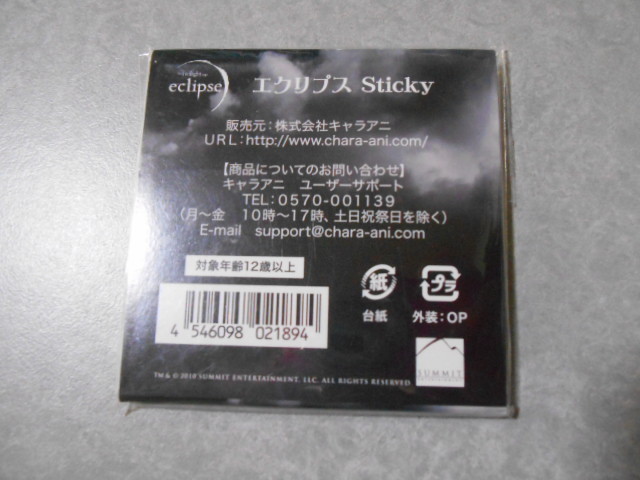 the twilight saga
eclipse
エクリプス Sticky
販売元：株式会社キャラアニ
URL:http://www.chara-ani.com/
【商品についてのお問い合わせ】
キャラアニ ユーザーサポート
TEL:0570-001139
（月～金 10時～17時、土日祝祭日を除く）
E-mail support@chara-ani.com
対象年齢12歳以上
4 546098 021894
紙
台紙
プラ
外装：OP
SUMMIT
ENTERTAINMENT
TM & © 2010 SUMMIT ENTERTAINMENT, LLC. ALL RIGHTS RESERVED